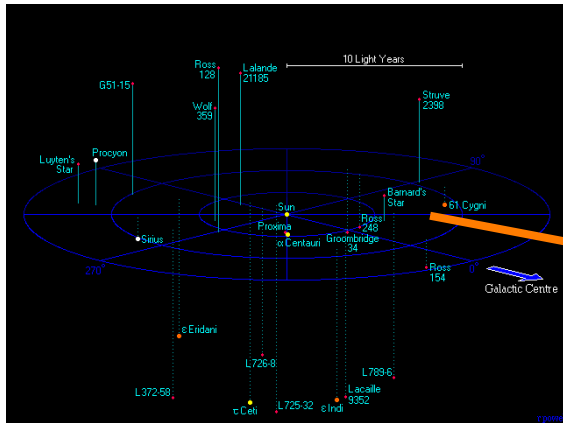 10 Light Years
Ross
128
Lalande
21185
G51-15
Struve
2398
Wolf
359
Procyon
Luyten's
Star
30°
Barnard's
Star
61 Cygni
Sun
Ross
248
Proxima
Groombridge
34
Sirius
α Centauri
270°
0°
Ross
154
Galactic Centre
ε Eridani
L726-8
L789-6
L372-58
τ Ceti
L725-32
ε Indi
Lacaille
9352